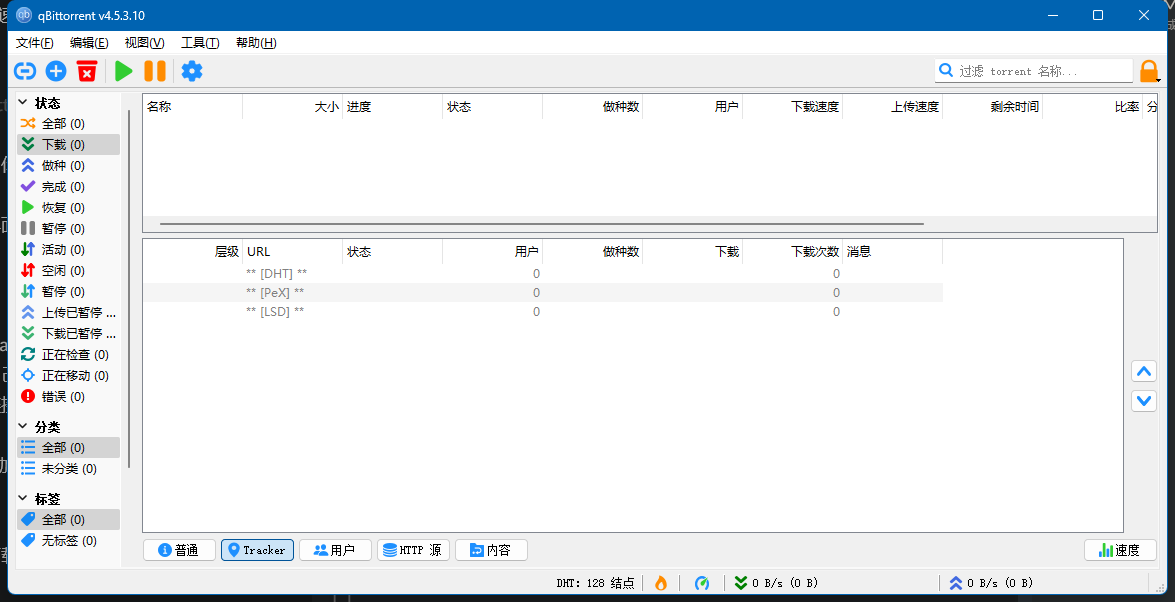 qBittorrent v4.5.3.10
文件(F) 编辑(E) 视图(V) 工具(T) 帮助(H)
过滤 torrent 名称...
状态
全部 (0)
下载 (0)
做种 (0)
完成 (0)
恢复 (0)
暂停 (0)
活动 (0)
空闲 (0)
暂停 (0)
上传已暂停 ...
下载已暂停 ...
正在检查 (0)
正在移动 (0)
错误 (0)
分类
全部 (0)
未分类 (0)
标签
全部 (0)
无标签 (0)
名称 大小 进度 状态 做种数 用户 下载速度 上传速度 剩余时间 比率 分
层级 URL 状态 用户 做种数 下载 下载次数 消息
** [DHT] ** 0 0
** [PeX] ** 0 0
** [LSD] ** 0 0
普通 Tracker 用户 HTTP 源 内容 速度
DHT: 128 结点 0 B/s (0 B) 0 B/s (0 B)